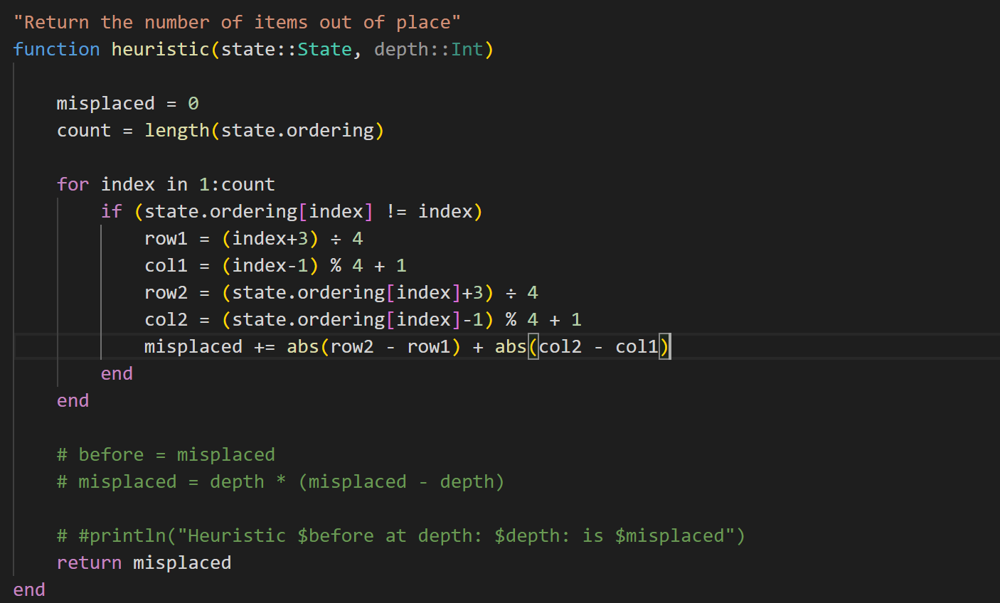 "Return the number of items out of place"
function heuristic(state::State, depth::Int)
misplaced = 0
count = length(state.ordering)
for index in 1:count
if (state.ordering[index] != index)
row1 = (index+3) ÷ 4
col1 = (index-1) % 4 + 1
row2 = (state.ordering[index]+3) ÷ 4
col2 = (state.ordering[index]-1) % 4 + 1
misplaced += abs(row2 - row1) + abs(col2 - col1)
end
end
# before = misplaced
# misplaced = depth * (misplaced - depth)
# #println("Heuristic $before at depth: $depth: is $misplaced")
return misplaced
end